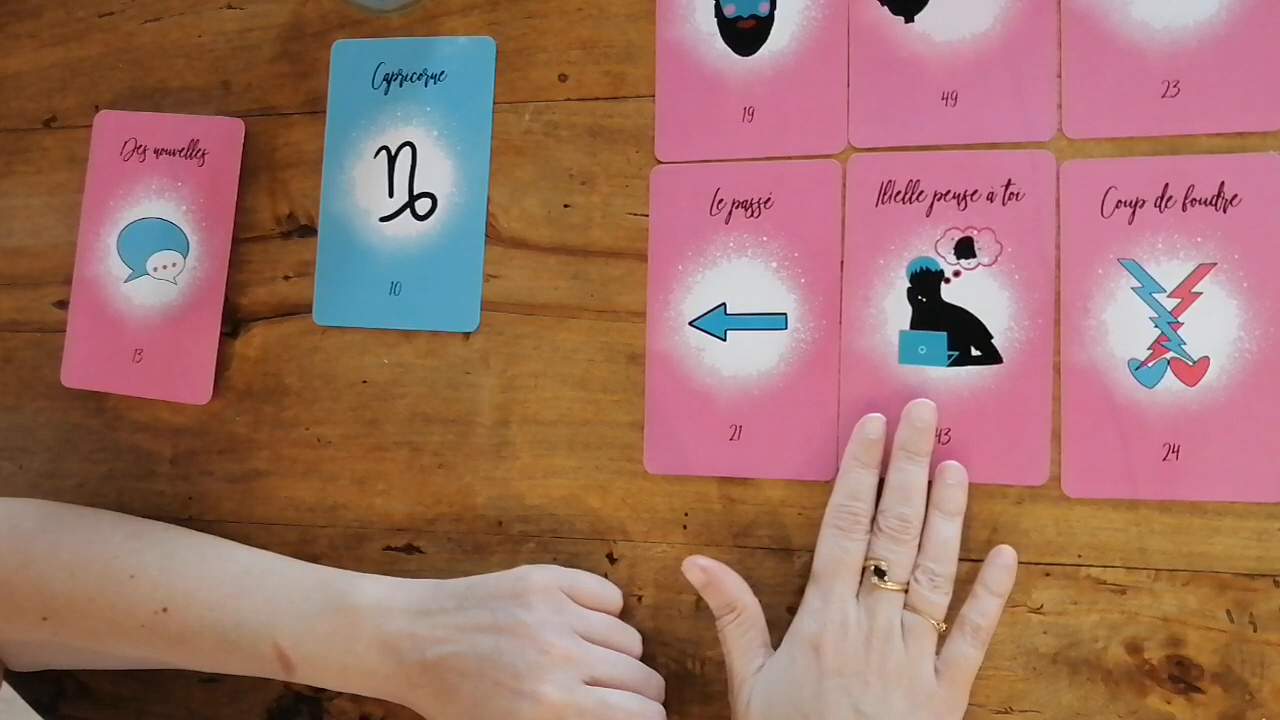 Des nouvelles
13
Capricorne
10
19
49
23
Le passé
21
Il/elle pense à toi
43
Coup de foudre
24